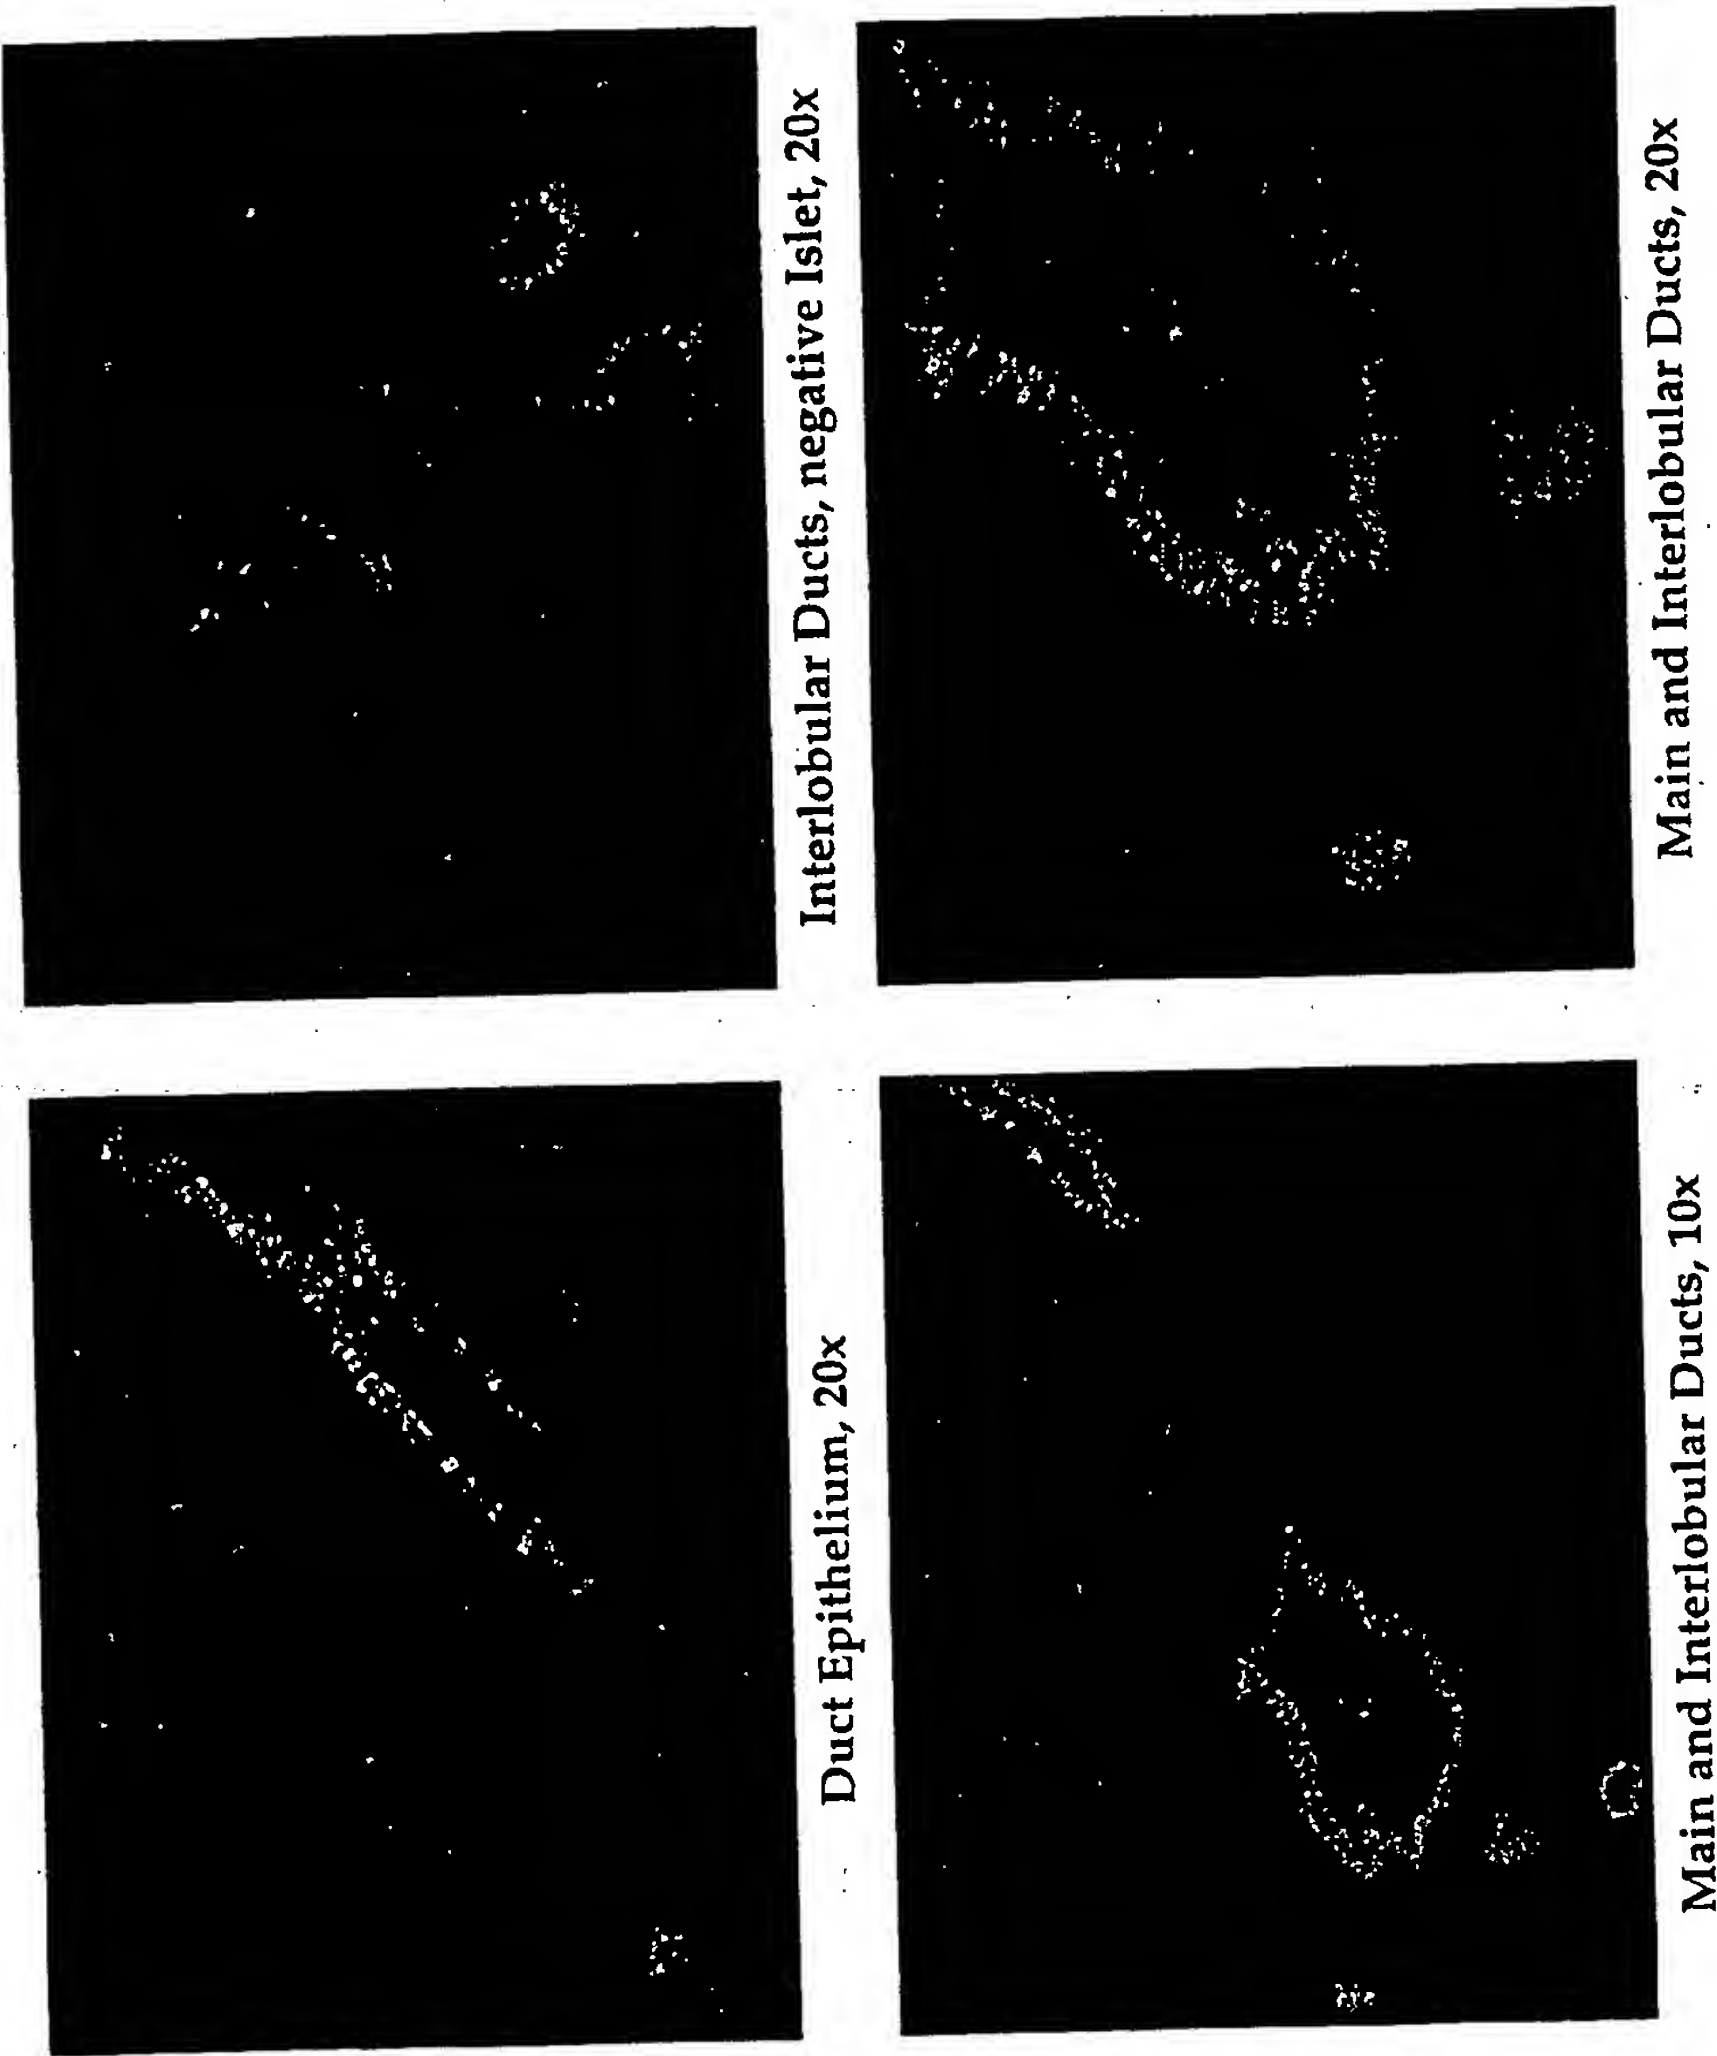 Duct Epithelium, 20x
Interlobular Ducts, negative Islet, 20x
Main and Interlobular Ducts, 10x
Main and Interlobular Ducts, 20x